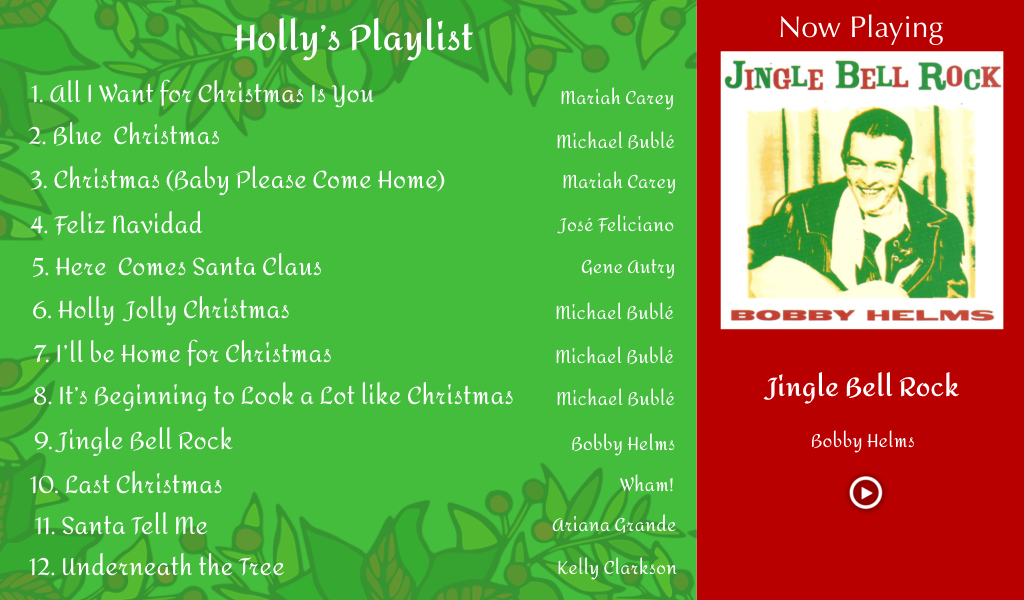 Holly's Playlist
1. All I Want for Christmas Is You Mariah Carey
2. Blue Christmas Michael Bublé
3. Christmas (Baby Please Come Home) Mariah Carey
4. Feliz Navidad José Feliciano
5. Here Comes Santa Claus Gene Autry
6. Holly Jolly Christmas Michael Bublé
7. I'll be Home for Christmas Michael Bublé
8. It's Beginning to Look a Lot like Christmas Michael Bublé
9. Jingle Bell Rock Bobby Helms
10. Last Christmas Wham!
11. Santa Tell Me Ariana Grande
12. Underneath the Tree Kelly Clarkson
Now Playing
JINGLE BELL ROCK
BOBBY HELMS
Jingle Bell Rock
Bobby Helms